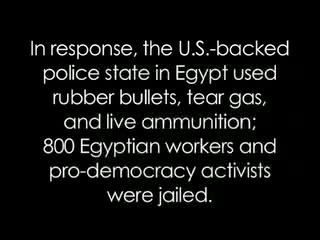 In response, the U.S.-backed
police state in Egypt used
rubber bullets, tear gas,
and live ammunition;
800 Egyptian workers and
pro-democracy activists
were jailed.